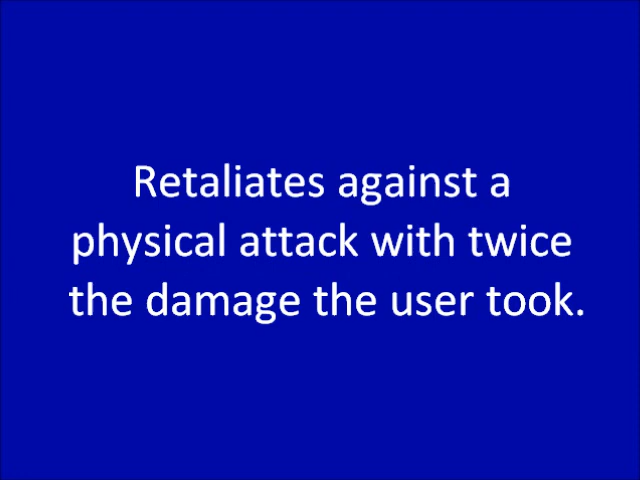 Retaliates against a
physical attack with twice
the damage the user took.